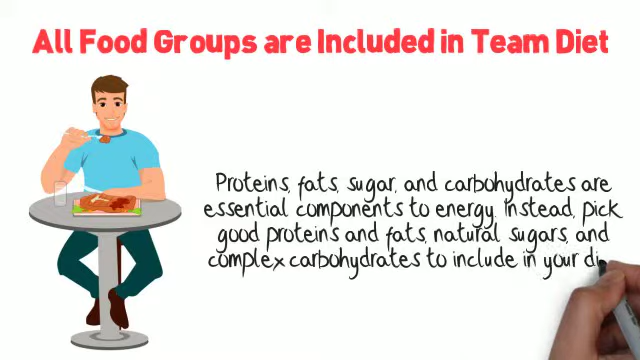 All Food Groups are Included in Team Diet
Proteins, fats, sugar, and carbohydrates are
essential components to energy. Instead, pick
good proteins and fats, natural sugars, and
complex carbohydrates to include in your di